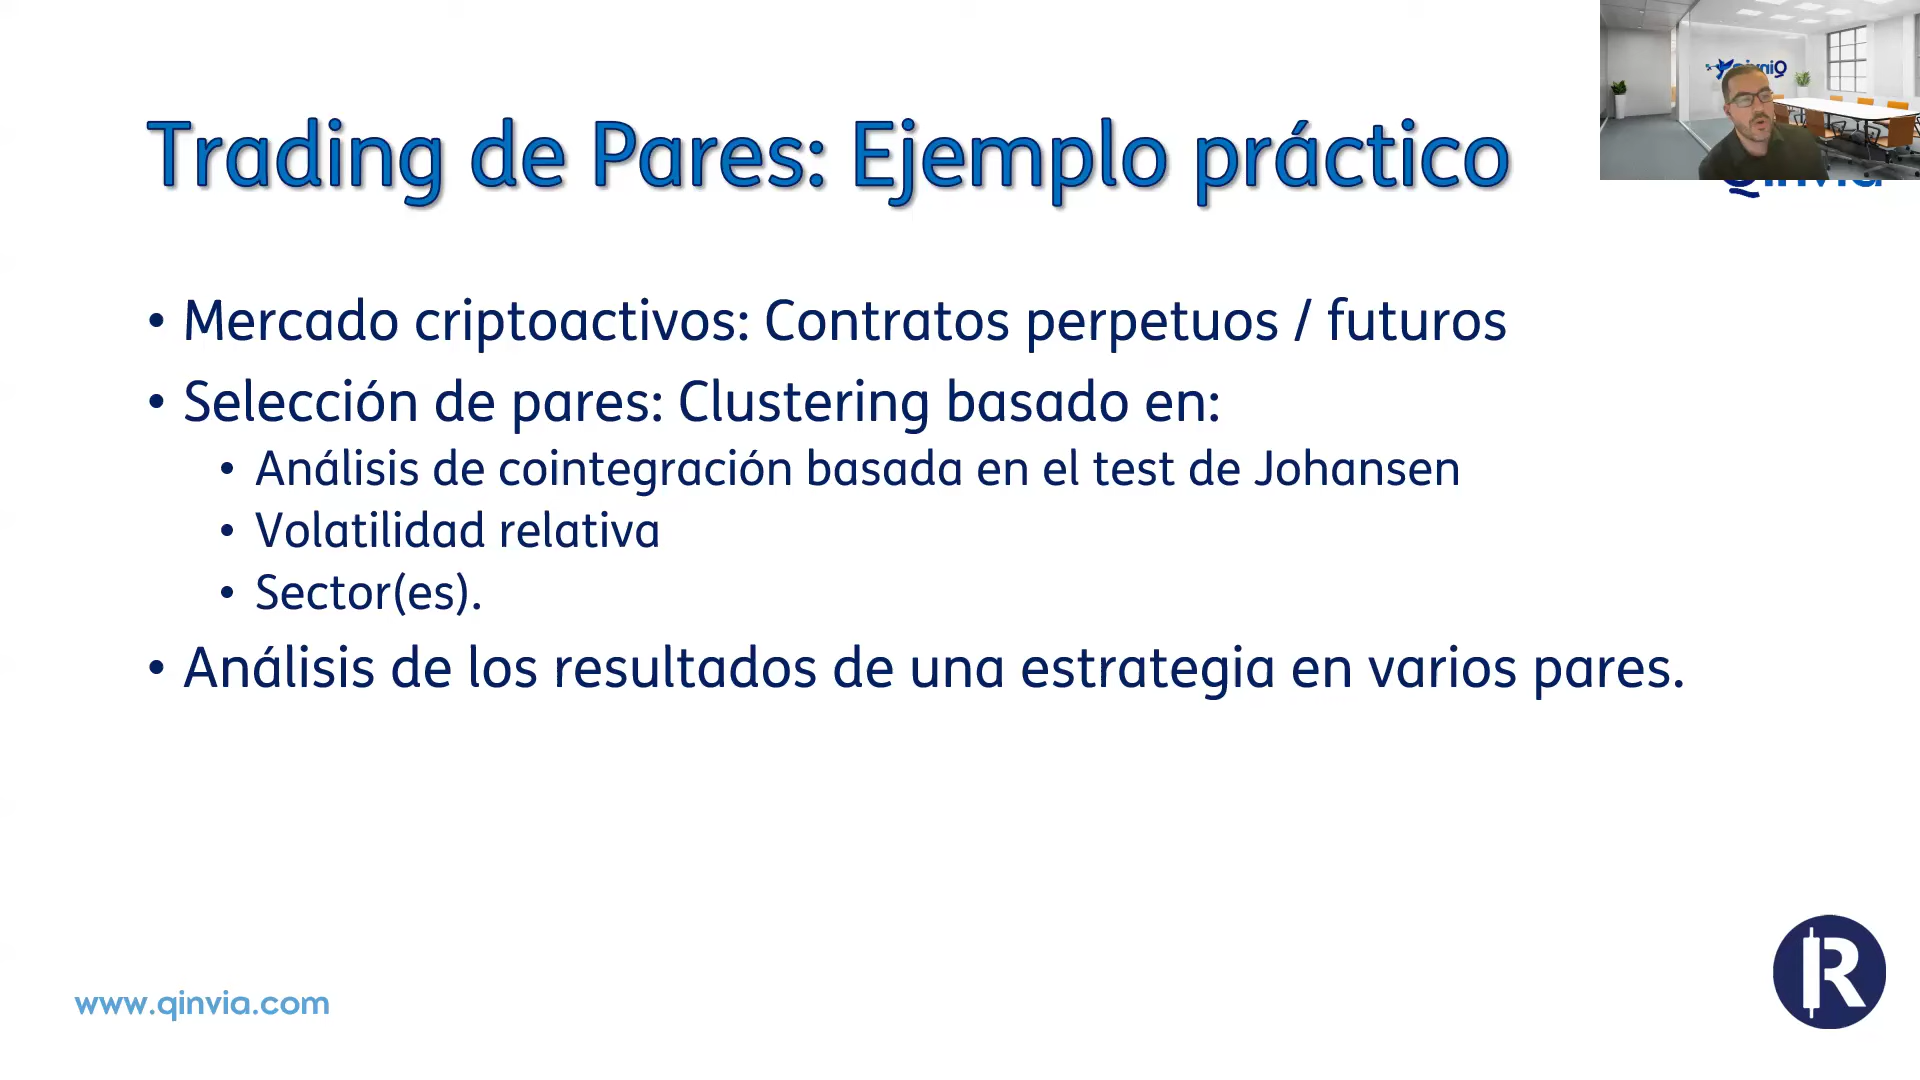 Trading de Pares: Ejemplo práctico
• Mercado criptoactivos: Contratos perpetuos / futuros
• Selección de pares: Clustering basado en:
• Análisis de cointegración basada en el test de Johansen
• Volatilidad relativa
• Sector(es).
• Análisis de los resultados de una estrategia en varios pares.
www.qinvia.com
R